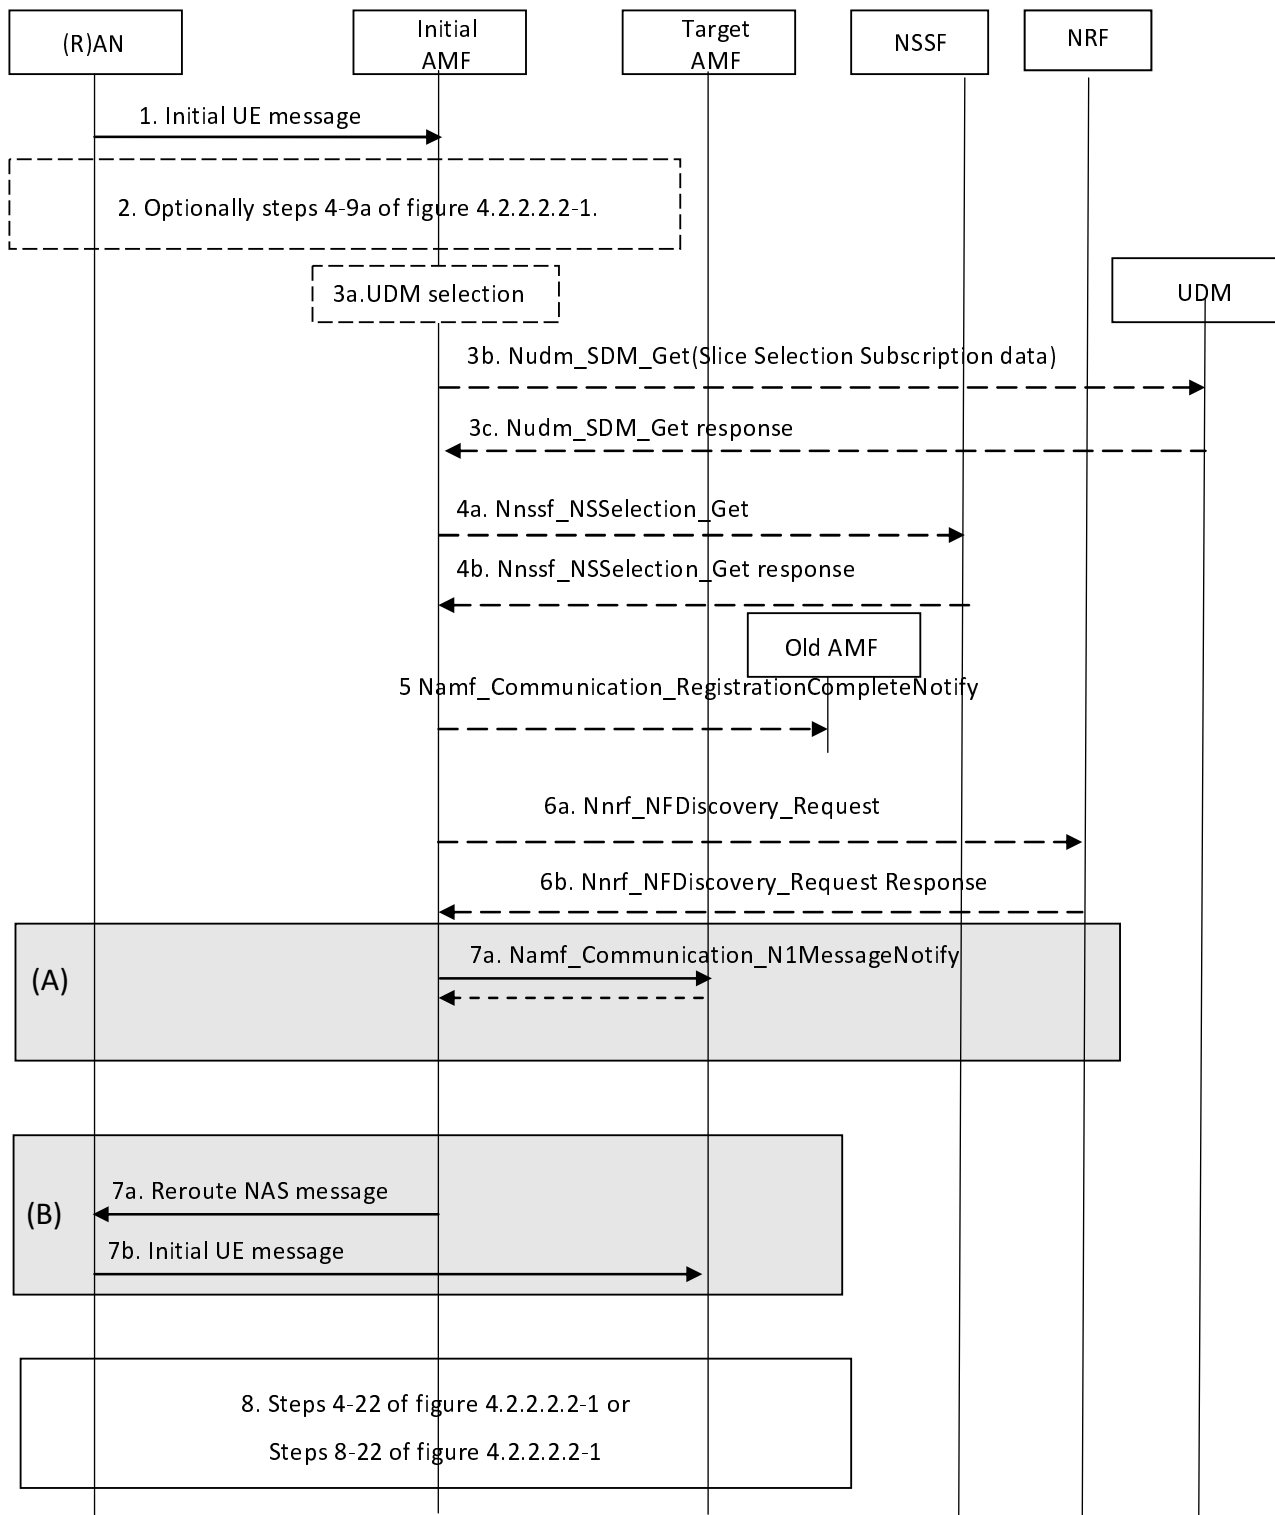 (R)AN
Initial
AMF
Target
AMF
NSSF
NRF
1. Initial UE message
2. Optionally steps 4-9a of figure 4.2.2.2.2-1.
3a.UDM selection
UDM
3b. Nudm_SDM_Get(Slice Selection Subscription data)
3c. Nudm_SDM_Get response
4a. Nnssf_NSSelection_Get
4b. Nnssf_NSSelection_Get response
Old AMF
5 Namf_Communication_RegistrationCompleteNotify
6a. Nnrf_NFDiscovery_Request
6b. Nnrf_NFDiscovery_Request Response
(A)
7a. Namf_Communication_N1MessageNotify
(B)
7a. Reroute NAS message
7b. Initial UE message
8. Steps 4-22 of figure 4.2.2.2.2-1 or
Steps 8-22 of figure 4.2.2.2.2-1